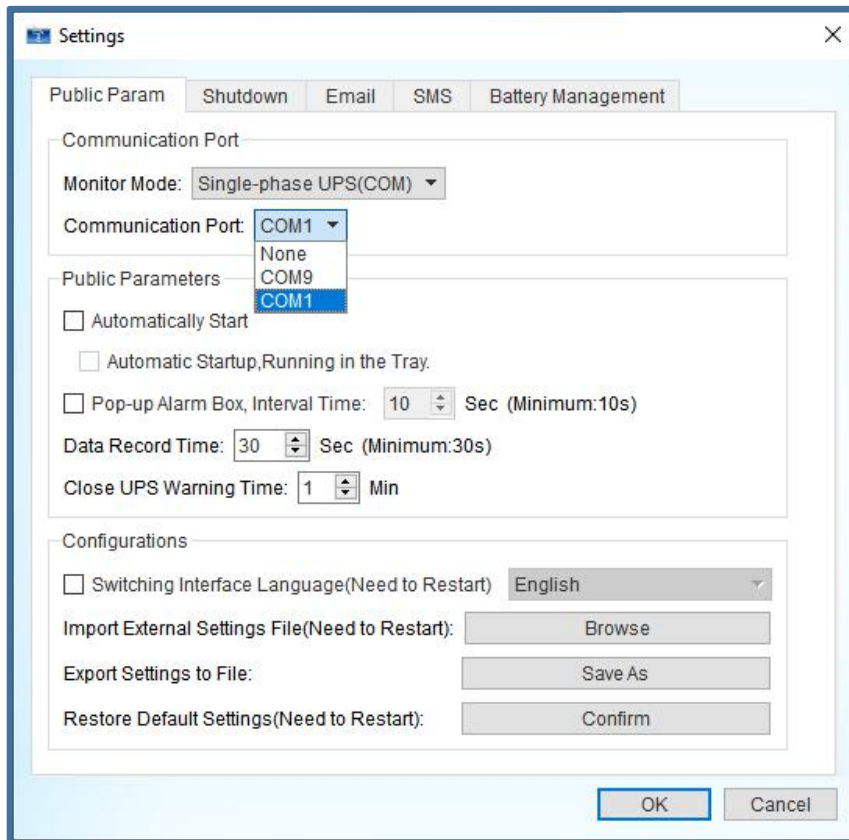 Settings
Public Param Shutdown Email SMS Battery Management
Communication Port
Monitor Mode: Single-phase UPS(COM)
Communication Port: COM1
None
COM9
COM1
Public Parameters
Automatically Start
Automatic Startup,Running in the Tray.
Pop-up Alarm Box, Interval Time: 10 Sec (Minimum:10s)
Data Record Time: 30 Sec (Minimum:30s)
Close UPS Warning Time: 1 Min
Configurations
Switching Interface Language(Need to Restart) English
Import External Settings File(Need to Restart): Browse
Export Settings to File: Save As
Restore Default Settings(Need to Restart): Confirm
OK Cancel